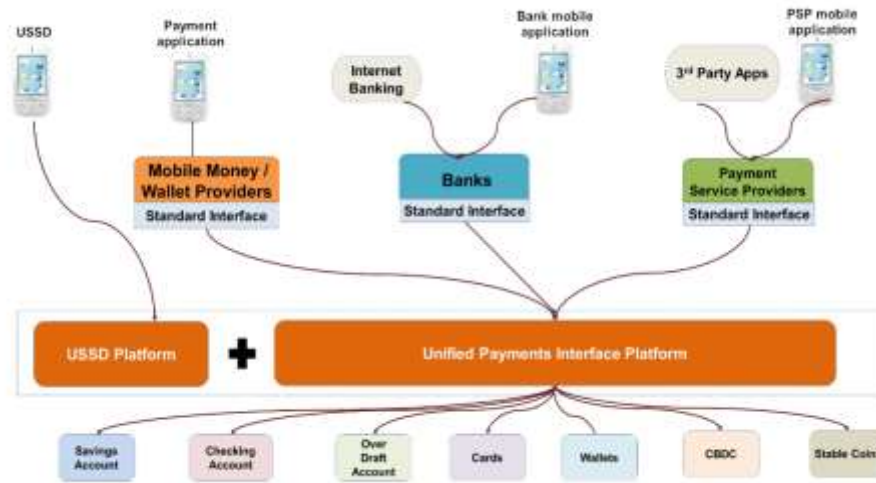 USSD
Payment
application
Bank mobile
application
PSP mobile
application
Internet
Banking
3rd Party Apps
Mobile Money /
Wallet Providers
Standard Interface
Banks
Standard Interface
Payment
Service Providers
Standard Interface
USSD Platform
Unified Payments Interface Platform
Savings
Account
Checking
Account
Over
Draft
Account
Cards
Wallets
CBDC
Stable Coin